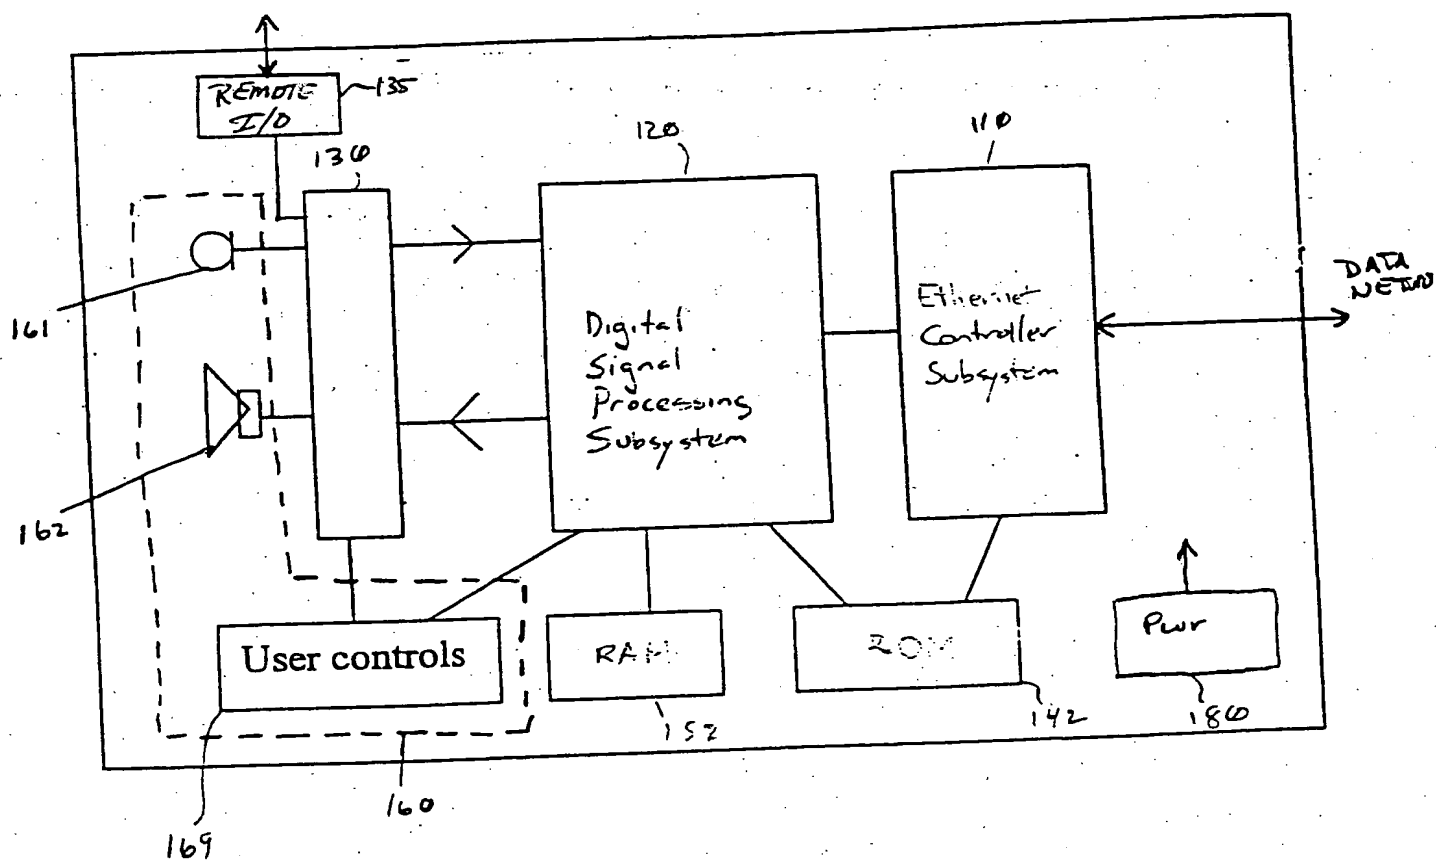 REMOTE
I/O
135
130
120
110
161
162
Digital
Signal
Processing
Subsystem
Ethernet
Controller
Subsystem
DATA
NETWO
User controls
RAM
ROM
Pwr
152
142
180
160
169